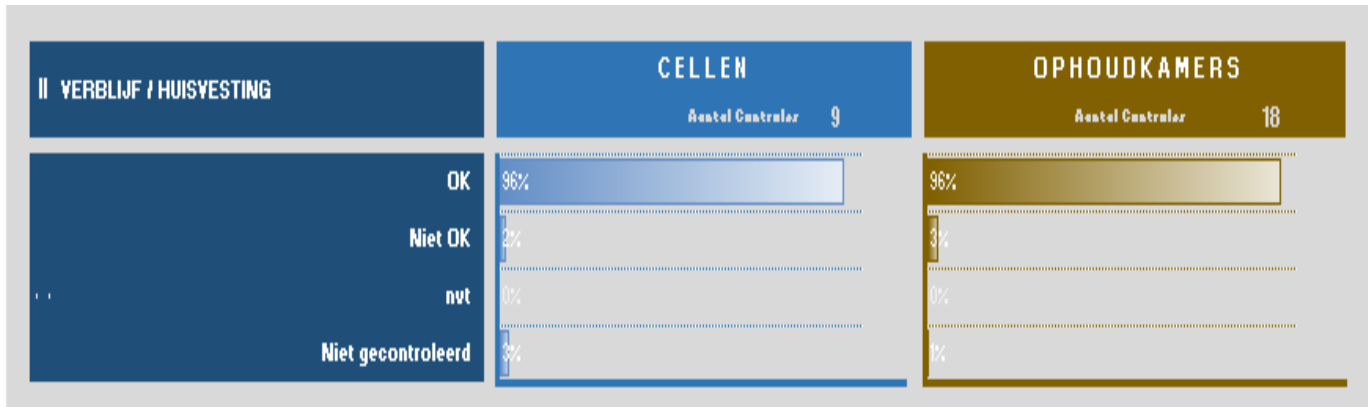 II VERBLIJF / HUISVESTING
CELLEN
Aantal Controles 9
OPHOUDKAMERS
Aantal Controles 18
OK 96% 96%
Niet OK 2% 3%
nvt 0% 0%
Niet gecontroleerd 3% 1%